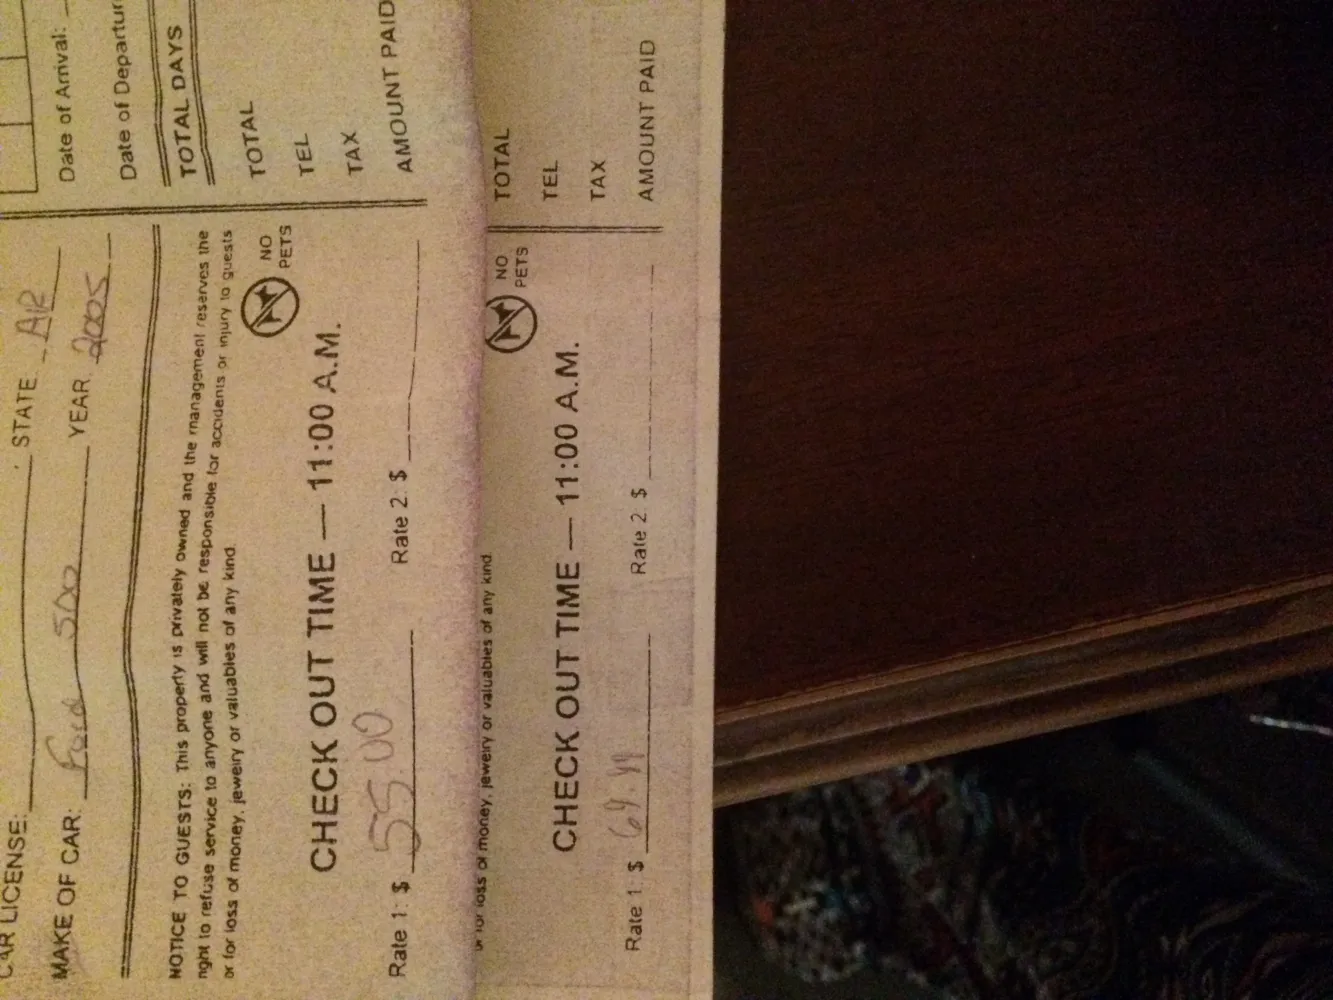 CAR LICENSE: STATE AR
MAKE OF CAR: Ford 500 YEAR 2005
NOTICE TO GUESTS: This property is privately owned and the management reserves the
right to refuse service to anyone and will not be responsible for accidents or injury to guests
or for loss of money, jewelry or valuables of any kind.
NO
PETS
CHECK OUT TIME — 11:00 A.M.
Rate 1: $ 55.00 Rate 2: $
Date of Arrival:
Date of Departur
TOTAL DAYS
TOTAL
TEL
TAX
AMOUNT PAID
or for loss of money, jewelry or valuables of any kind.
NO
PETS
CHECK OUT TIME — 11:00 A.M.
Rate 1: $ 69.99 Rate 2: $
TOTAL
TEL
TAX
AMOUNT PAID